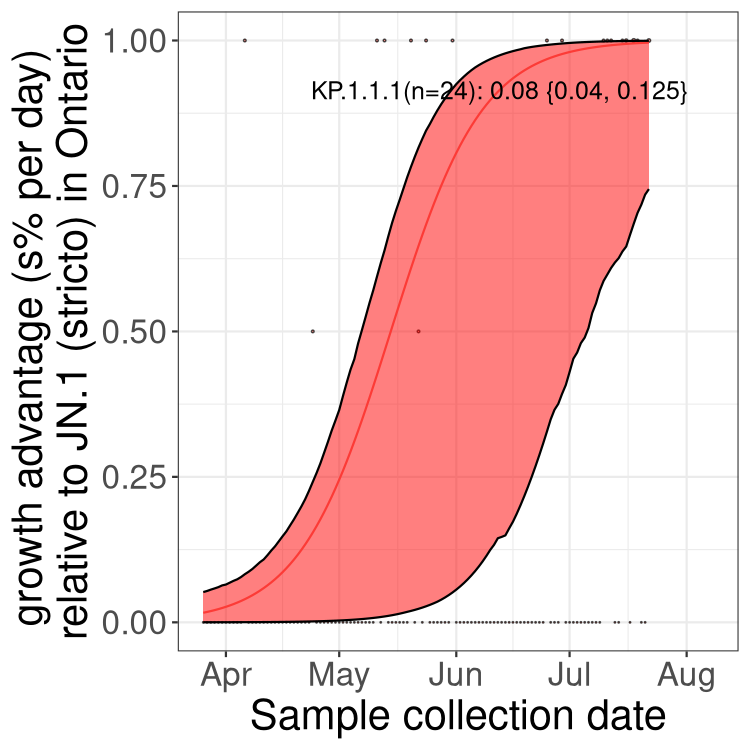 growth advantage (s% per day)
relative to JN.1 (stricto) in Ontario
1.00
0.75
0.50
0.25
0.00
KP.1.1.1(n=24): 0.08 {0.04, 0.125}
Apr May Jun Jul Aug
Sample collection date